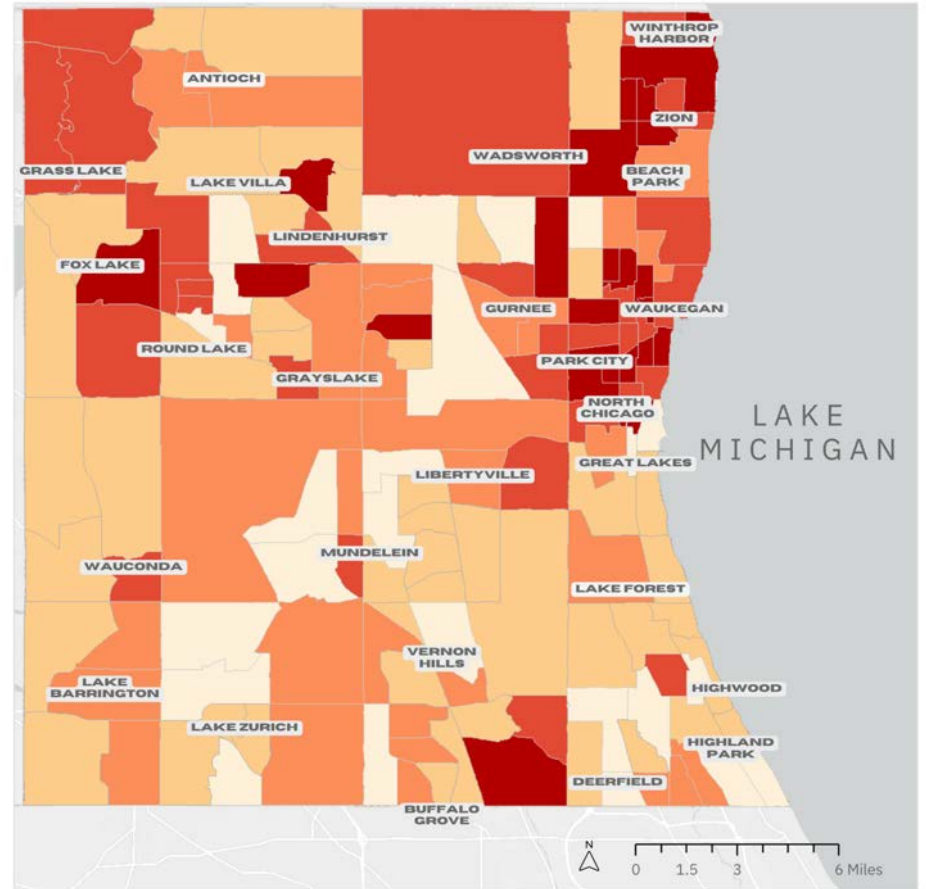 WINTHROP
HARBOR
ANTIOCH
ZION
WADSWORTH
GRASS LAKE
BEACH
PARK
LAKE VILLA
LINDENHURST
FOX LAKE
GURNEE
WAUKEGAN
ROUND LAKE
PARK CITY
GRAYSLAKE
NORTH
CHICAGO
LAKE
MICHIGAN
GREAT LAKES
LIBERTYVILLE
MUNDELEIN
WAUCONDA
LAKE FOREST
VERNON
HILLS
LAKE
BARRINGTON
HIGHWOOD
LAKE ZURICH
HIGHLAND
PARK
DEERFIELD
BUFFALO
GROVE
N
0 1.5 3 6 Miles